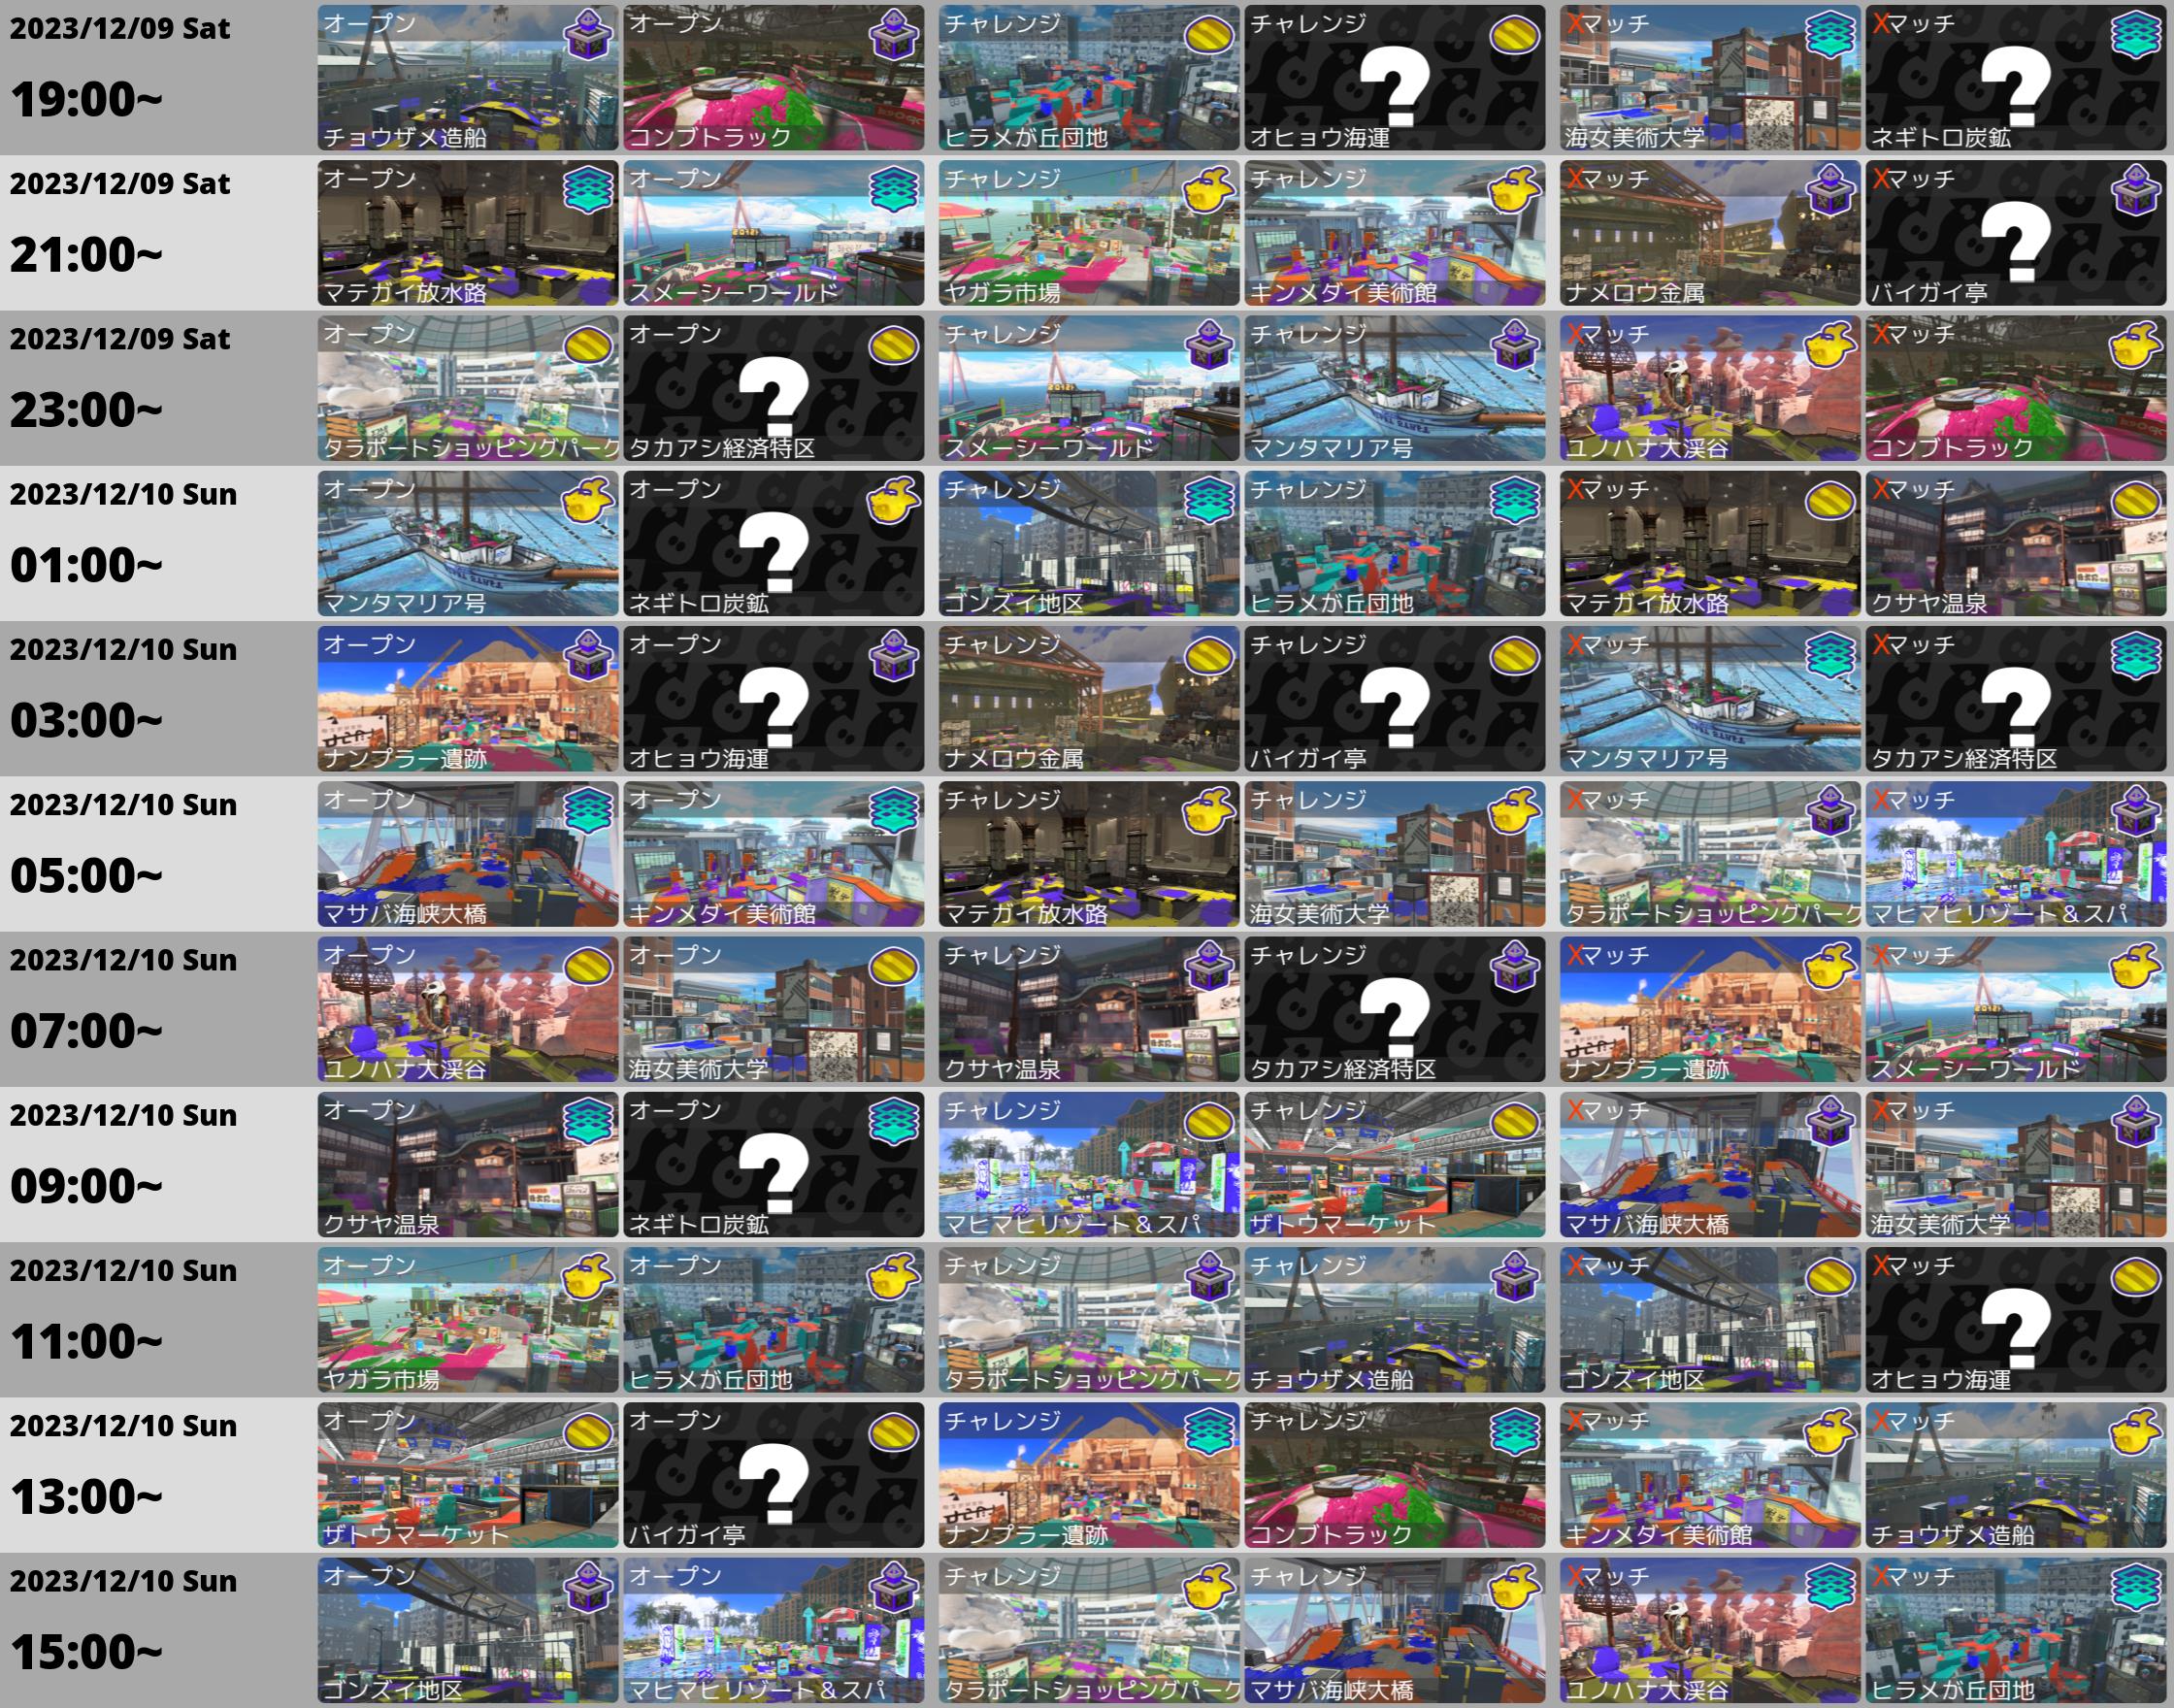 2023/12/09 Sat
19:00~
オープン
チョウザメ造船
オープン
コンブトラック
チャレンジ
ヒラメが丘団地
チャレンジ
?
オヒョウ海運
Xマッチ
海女美術大学
Xマッチ
?
ネギトロ炭鉱
2023/12/09 Sat
21:00~
オープン
マテガイ放水路
オープン
スメーシーワールド
チャレンジ
ヤガラ市場
チャレンジ
キンメダイ美術館
Xマッチ
ナメロウ金属
Xマッチ
?
バイガイ亭
2023/12/09 Sat
23:00~
オープン
タラポートショッピングパーク
オープン
?
タカアシ経済特区
チャレンジ
スメーシーワールド
チャレンジ
マンタマリア号
Xマッチ
ユノハナ大渓谷
Xマッチ
コンブトラック
2023/12/10 Sun
01:00~
オープン
マンタマリア号
オープン
?
ネギトロ炭鉱
チャレンジ
ゴンズイ地区
チャレンジ
ヒラメが丘団地
Xマッチ
マテガイ放水路
Xマッチ
クサヤ温泉
2023/12/10 Sun
03:00~
オープン
ナンプラー遺跡
オープン
?
オヒョウ海運
チャレンジ
ナメロウ金属
チャレンジ
?
バイガイ亭
Xマッチ
マンタマリア号
Xマッチ
?
タカアシ経済特区
2023/12/10 Sun
05:00~
オープン
マサバ海峡大橋
オープン
キンメダイ美術館
チャレンジ
マテガイ放水路
チャレンジ
海女美術大学
Xマッチ
タラポートショッピングパーク
Xマッチ
マヒマヒリゾート＆スパ
2023/12/10 Sun
07:00~
オープン
ユノハナ大渓谷
オープン
海女美術大学
チャレンジ
クサヤ温泉
チャレンジ
?
タカアシ経済特区
Xマッチ
ナンプラー遺跡
Xマッチ
スメーシーワールド
2023/12/10 Sun
09:00~
オープン
クサヤ温泉
オープン
?
ネギトロ炭鉱
チャレンジ
マヒマヒリゾート＆スパ
チャレンジ
ザトウマーケット
Xマッチ
マサバ海峡大橋
Xマッチ
海女美術大学
2023/12/10 Sun
11:00~
オープン
ヤガラ市場
オープン
ヒラメが丘団地
チャレンジ
タラポートショッピングパーク
チャレンジ
チョウザメ造船
Xマッチ
ゴンズイ地区
Xマッチ
?
オヒョウ海運
2023/12/10 Sun
13:00~
オープン
ザトウマーケット
オープン
?
バイガイ亭
チャレンジ
ナンプラー遺跡
チャレンジ
コンブトラック
Xマッチ
キンメダイ美術館
Xマッチ
チョウザメ造船
2023/12/10 Sun
15:00~
オープン
ゴンズイ地区
オープン
マヒマヒリゾート＆スパ
チャレンジ
タラポートショッピングパーク
チャレンジ
マサバ海峡大橋
Xマッチ
ユノハナ大渓谷
Xマッチ
ヒラメが丘団地